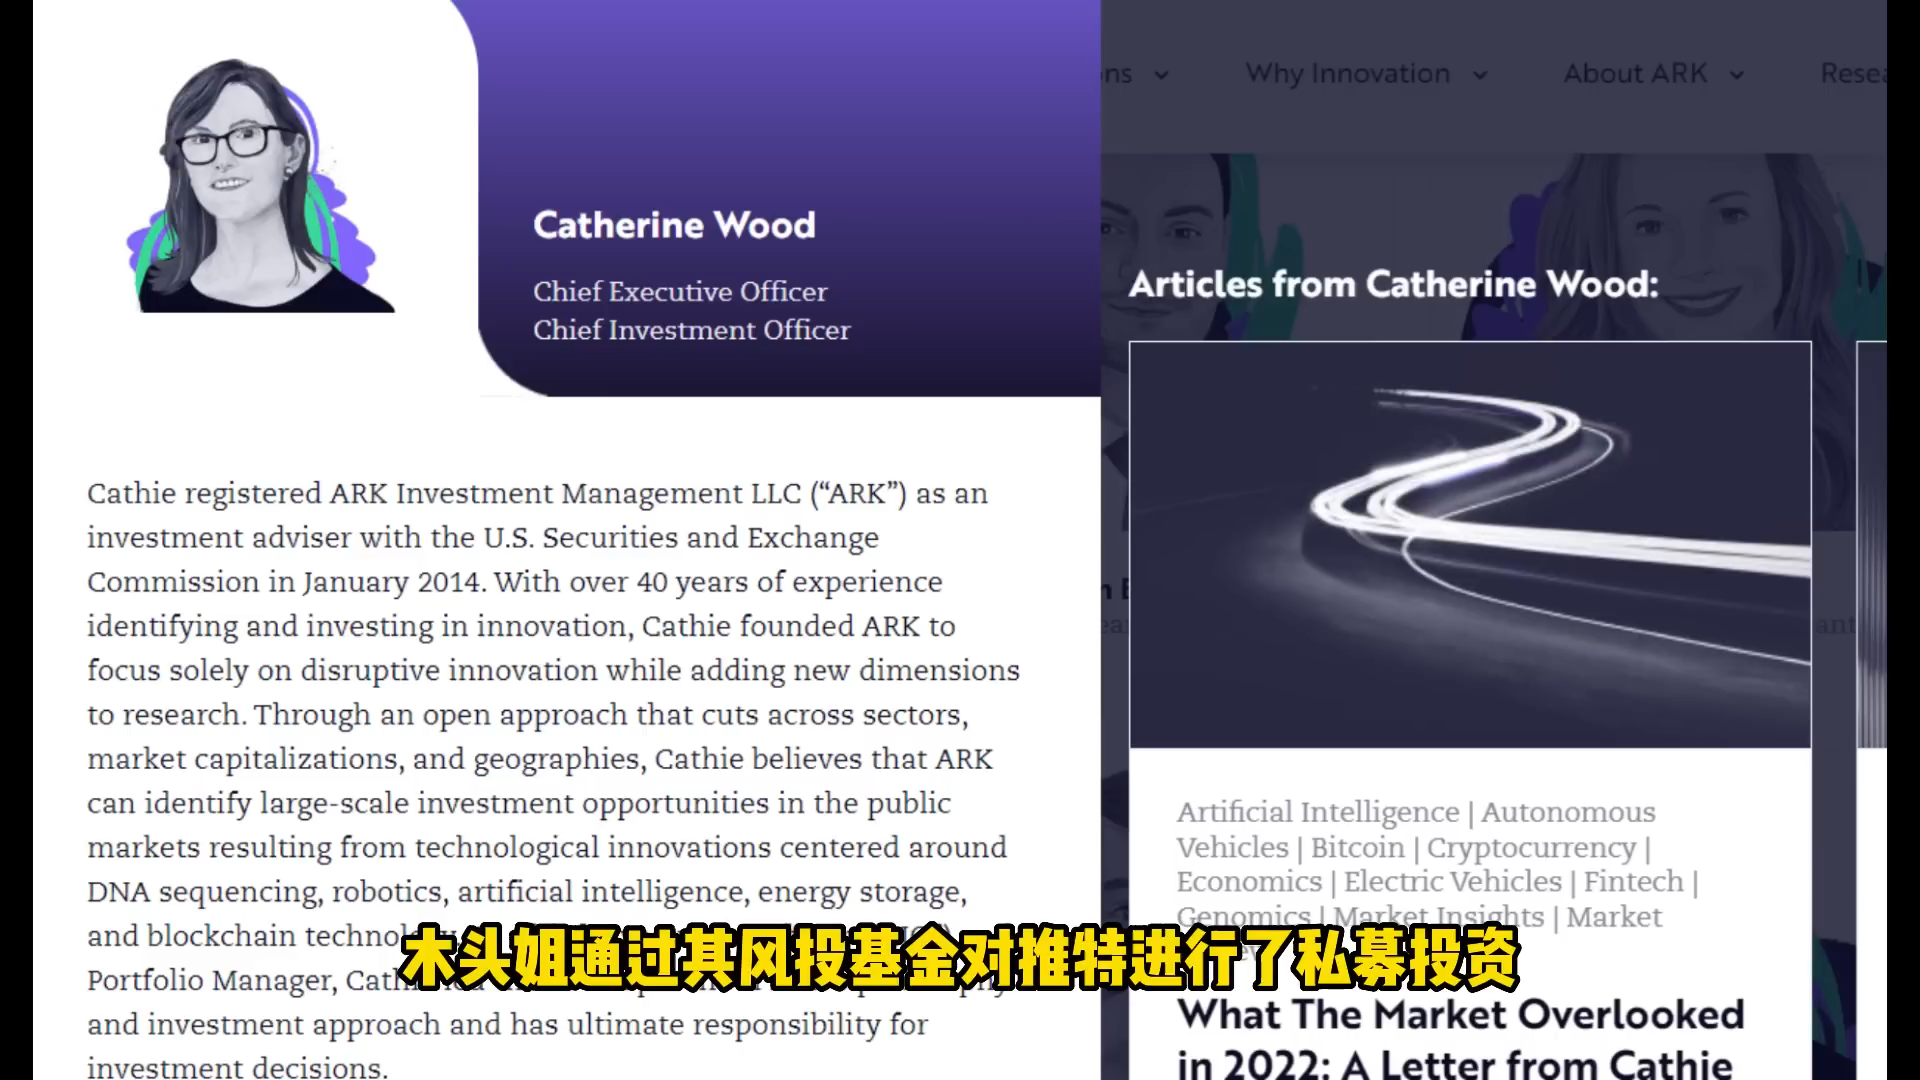 ons
Why Innovation
About ARK
Catherine Wood
Chief Executive Officer
Chief Investment Officer
Cathie registered ARK Investment Management LLC (“ARK”) as an
investment adviser with the U.S. Securities and Exchange
Commission in January 2014. With over 40 years of experience
identifying and investing in innovation, Cathie founded ARK to
focus solely on disruptive innovation while adding new dimensions
to research. Through an open approach that cuts across sectors,
market capitalizations, and geographies, Cathie believes that ARK
can identify large-scale investment opportunities in the public
markets resulting from technological innovations centered around
DNA sequencing, robotics, artificial intelligence, energy storage,
and blockchain
Portfolio Manager,
and investment approach and has ultimate responsibility for
investment decisions.
Articles from Catherine Wood:
Artificial Intelligence | Autonomous
Vehicles | Bitcoin | Cryptocurrency |
Economics | Electric Vehicles | Fintech |
Genomics | Market Insights | Market
What The Market Overlooked
in 2022: A Letter from Cathie
木头姐通过其风投基金对推特进行了私募投资